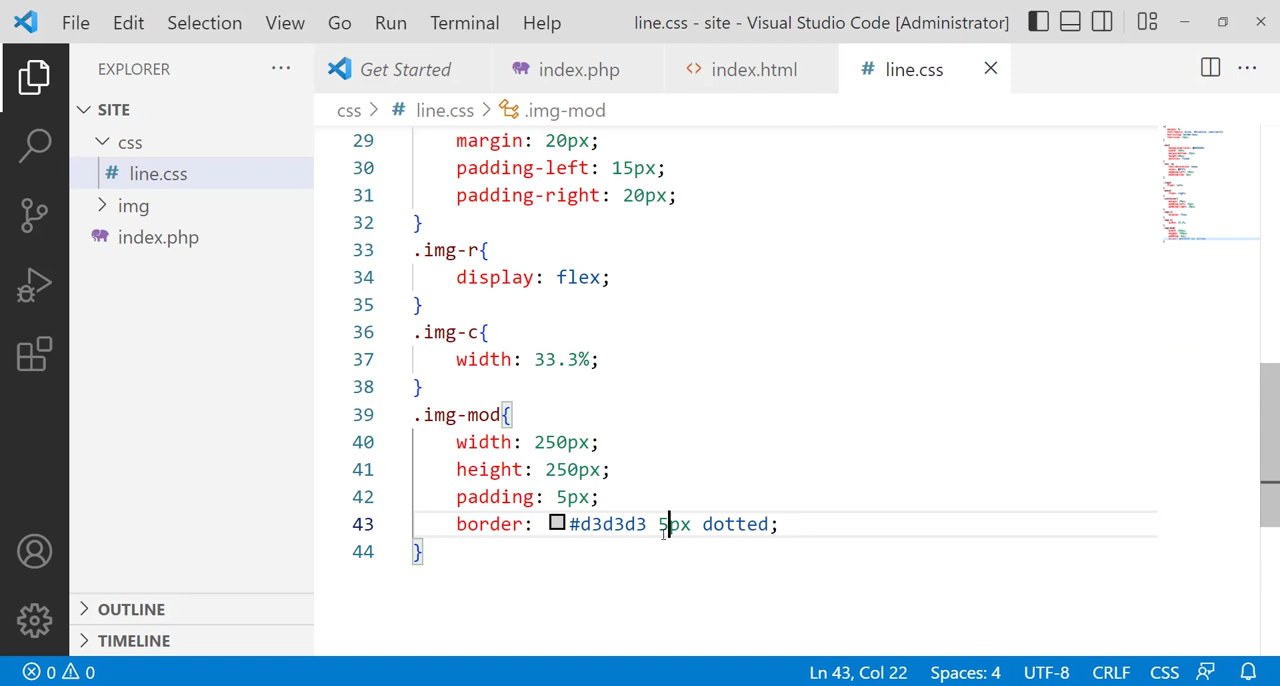 File Edit Selection View Go Run Terminal Help line.css - site - Visual Studio Code [Administrator]
EXPLORER
SITE
css
line.css
img
index.php
OUTLINE
TIMELINE
Get Started index.php index.html # line.css
css > # line.css > .img-mod
29 margin: 20px;
30 padding-left: 15px;
31 padding-right: 20px;
32 }
33 .img-r{
34 display: flex;
35 }
36 .img-c{
37 width: 33.3%;
38 }
39 .img-mod{
40 width: 250px;
41 height: 250px;
42 padding: 5px;
43 border: #d3d3d3 5px dotted;
44 }
0 0 Ln 43, Col 22 Spaces: 4 UTF-8 CRLF CSS